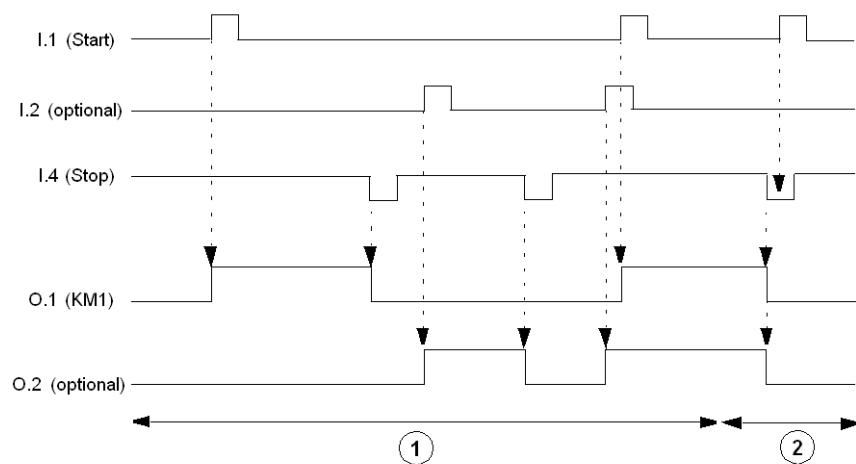 I.1 (Start)
I.2 (optional)
I.4 (Stop)
O.1 (KM1)
O.2 (optional)
1
2